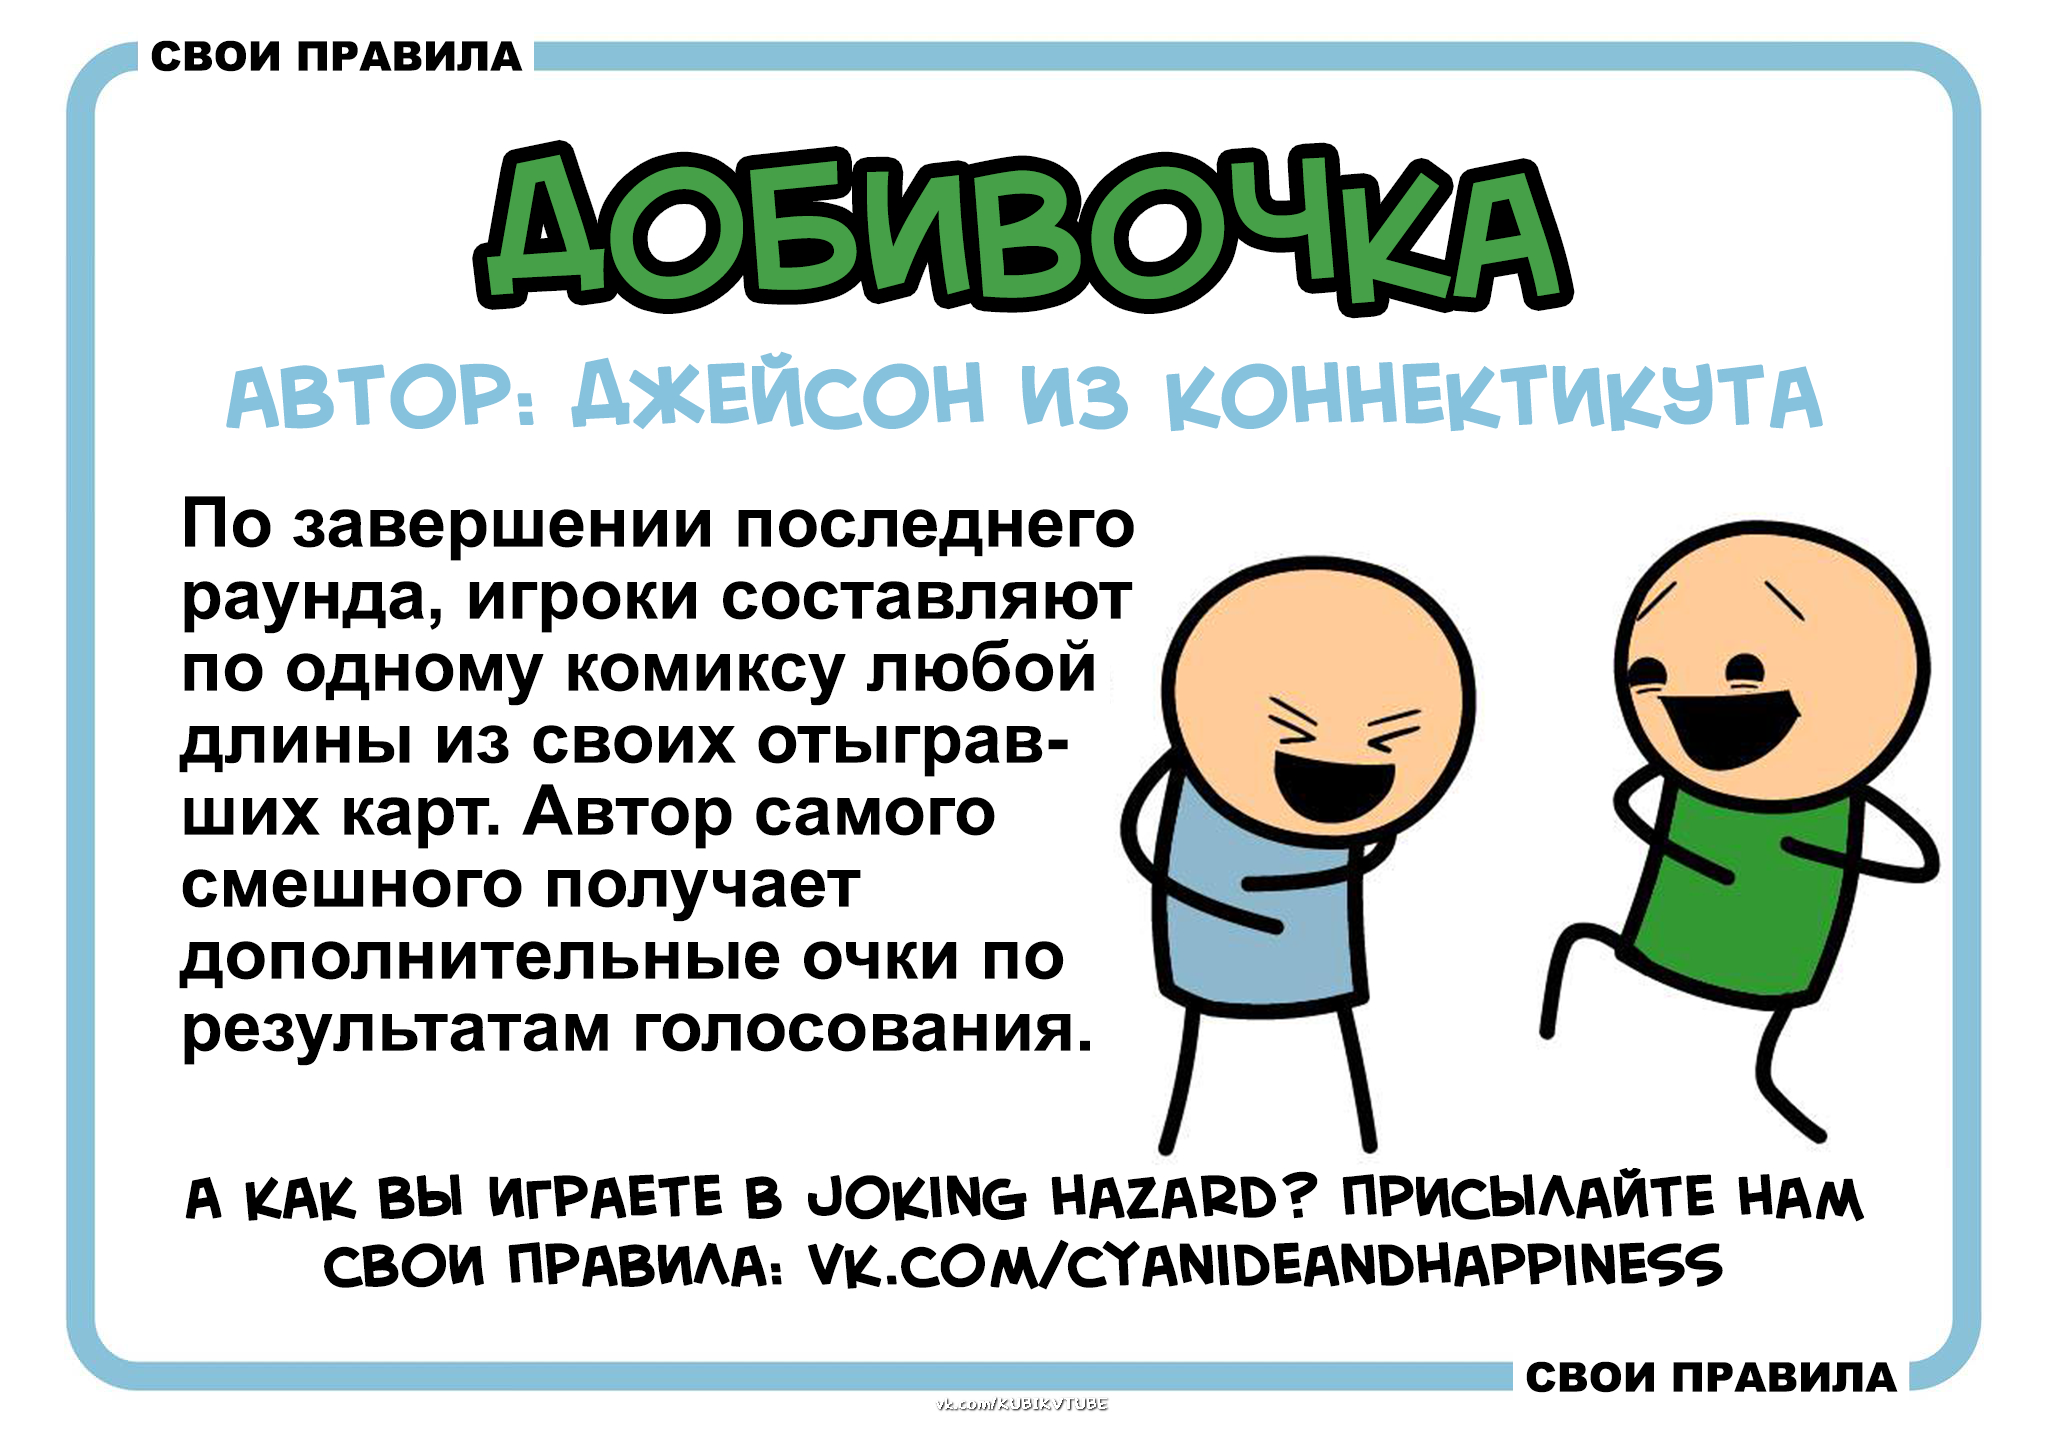 СВОИ ПРАВИЛА
ДОБИВОЧКА
АВТОР: ДЖЕЙСОН ИЗ КОННЕКТИКУТА
По завершении последнего
раунда, игроки составляют
по одному комиксу любой
длины из своих отыграв-
ших карт. Автор самого
смешного получает
дополнительные очки по
результатам голосования.
А КАК ВЫ ИГРАЕТЕ В JOKING HAZARD? ПРИСЫЛАЙТЕ НАМ
СВОИ ПРАВИЛА: VK.COM/CYANIDEANDHAPPINESS
СВОИ ПРАВИЛА
vk.com/KUBIKVTUBE